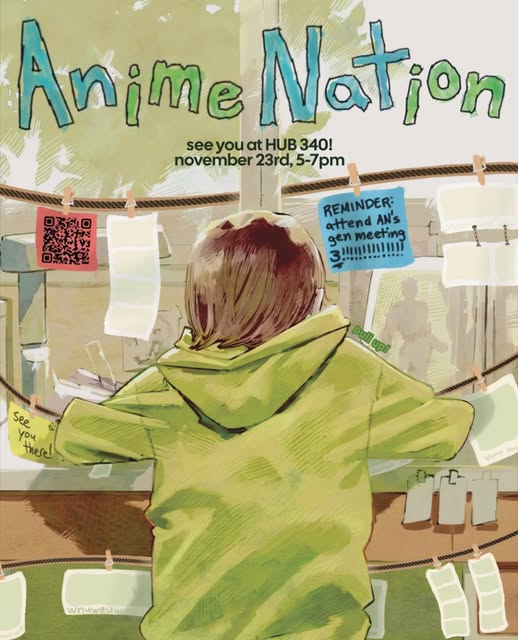 Anime Nation
see you at HUB 340!
november 23rd, 5-7pm
REMINDER:
attend AN's
gen meeting
3!!!!!!!!!!!!
pull up!
see
you
there!